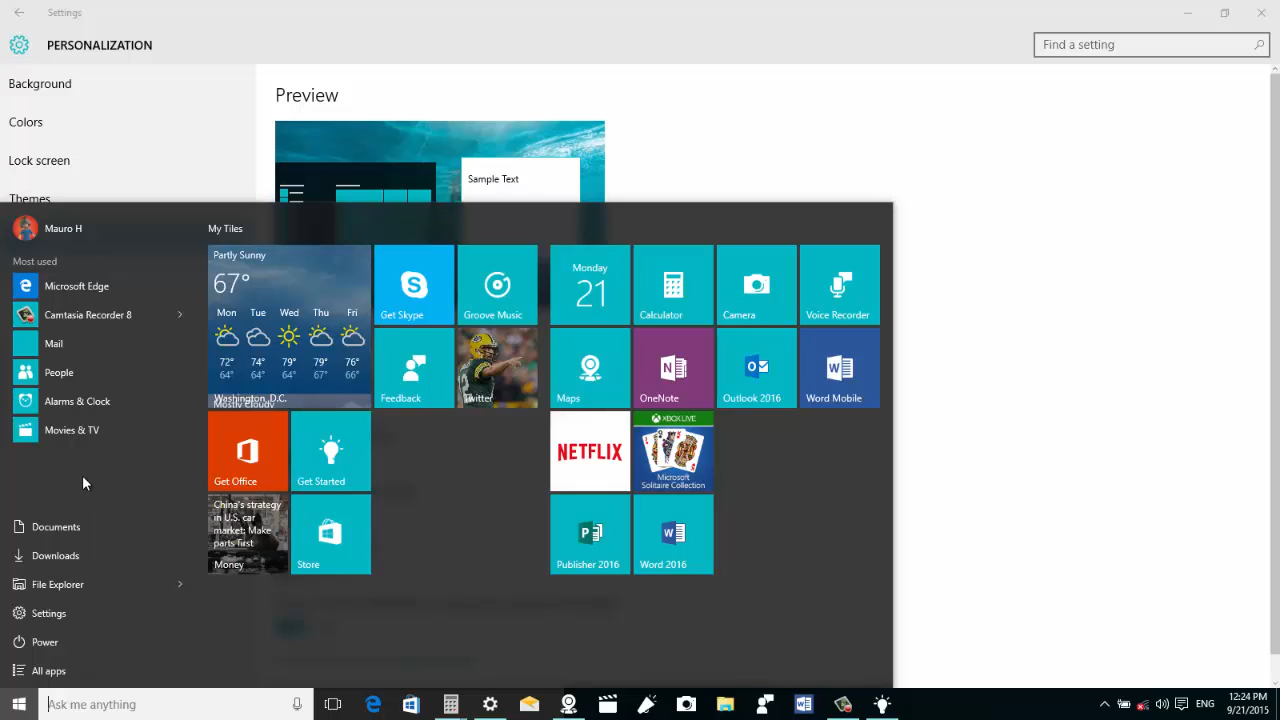 Settings
PERSONALIZATION
Find a setting
Background
Colors
Lock screen
Themes
Preview
Sample Text
Mauro H
Most used
Microsoft Edge
Camtasia Recorder 8
Mail
People
Alarms & Clock
Movies & TV
Documents
Downloads
File Explorer
Settings
Power
All apps
My Tiles
Partly Sunny
67°
Mon Tue Wed Thu Fri
72° 74° 79° 79° 76°
64° 64° 64° 67° 66°
Washington, D.C.
Mostly Cloudy
Get Skype
Groove Music
Feedback
Twitter
Get Office
Get Started
China's strategy
in U.S. car
market: Make
parts first
Money
Store
Monday
21
Calculator
Camera
Voice Recorder
Maps
OneNote
Outlook 2016
Word Mobile
NETFLIX
XBOX LIVE
Microsoft
Solitaire Collection
Publisher 2016
Word 2016
Ask me anything
ENG
12:24 PM
9/21/2015